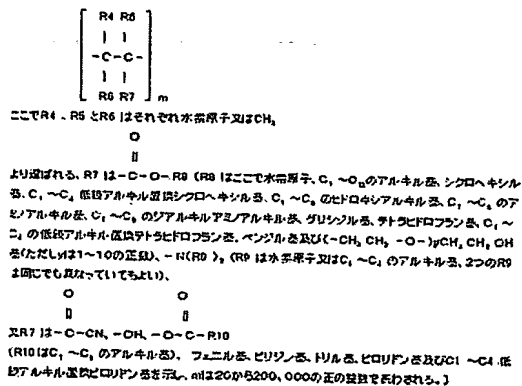 R4 R5
| |
-C-C-
| |
R6 R7 m
ここでR4、R5とR6はそれぞれ水素原子又はCH₃
O
||
より選ばれる、R7は-C-O-R8(R8はここで水素原子、C₁~C₁₂のアルキル基、シクロヘキシル
基、C₁~C₄低級アルキル置換シクロヘキシル基、C₁~C₈のヒドロキシアルキル基、C₁~C₈のア
ミノアルキル基、C₁~C₈のジアルキルアミノアルキル基、グリシジル基、テトラヒドロフラン基、C₁~
C₄の低級アルキル置換テトラヒドロフラン基、ベンジル基及び(-CH₂CH₂-O-)yCH₂CH₂OH
基(ただしyは1~10の正数)、-N(R9)₂(R9は水素原子又はC₁~C₄のアルキル基、2つのR9
は同じでも異なっていてもよい)、
O O
|| ||
又R7は-C-CN、-OH、-O-C-R10
(R10はC₁~C₈のアルキル基)、フェニル基、ピリジン基、トリル基、ピロリドン基及びC1~C4低
級アルキル置換ピロリドン基を示し、mは20から200,000の正の整数で表わされる。}